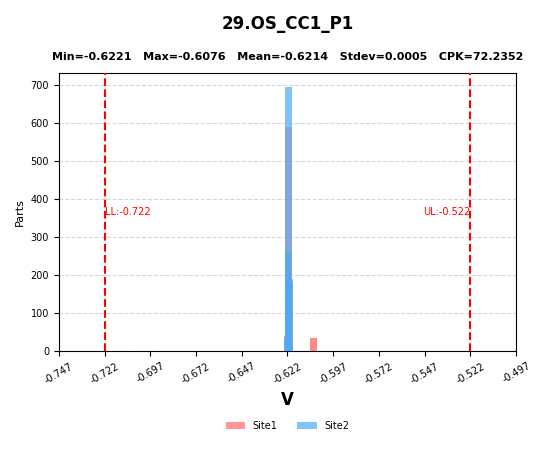 29.OS_CC1_P1
Min=-0.6221 Max=-0.6076 Mean=-0.6214 Stdev=0.0005 CPK=72.2352
700
600
500
400
300
200
100
0
Parts
LL:-0.722
UL:-0.522
-0.747
-0.722
-0.697
-0.672
-0.647
-0.622
-0.597
-0.572
-0.547
-0.522
-0.497
V
Site1
Site2